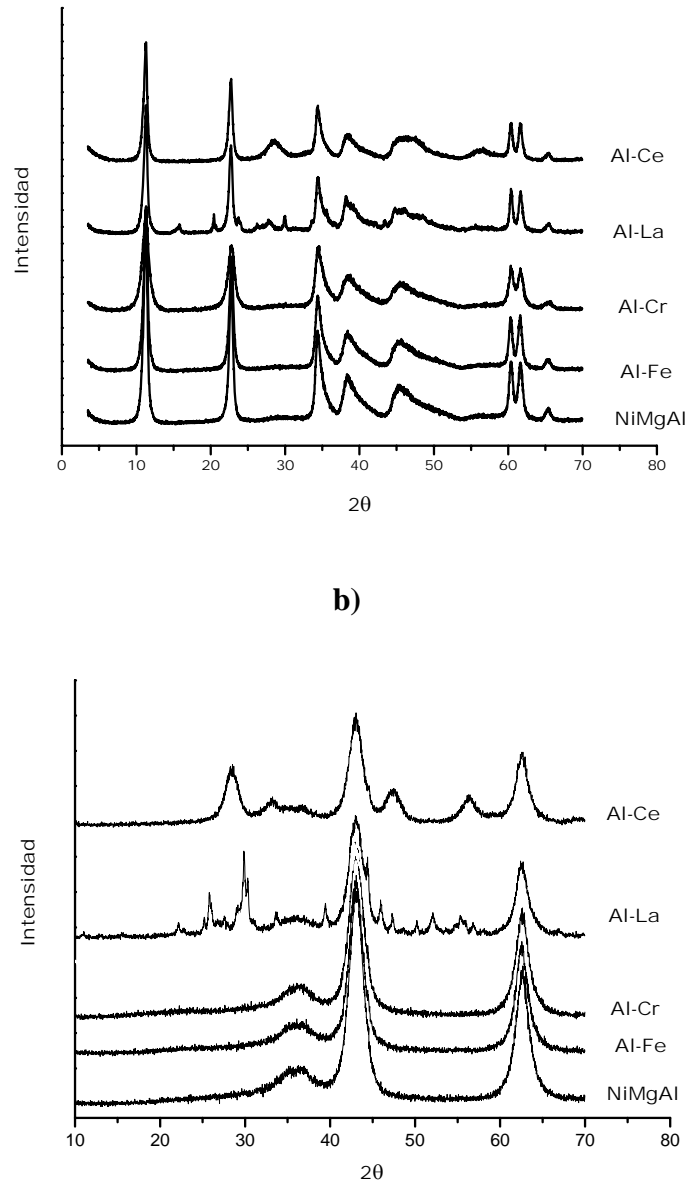 Intensidad
Al-Ce
Al-La
Al-Cr
Al-Fe
NiMgAl
0 10 20 30 40 50 60 70 80
2θ
b)
Intensidad
Al-Ce
Al-La
Al-Cr
Al-Fe
NiMgAl
10 20 30 40 50 60 70 80
2θ